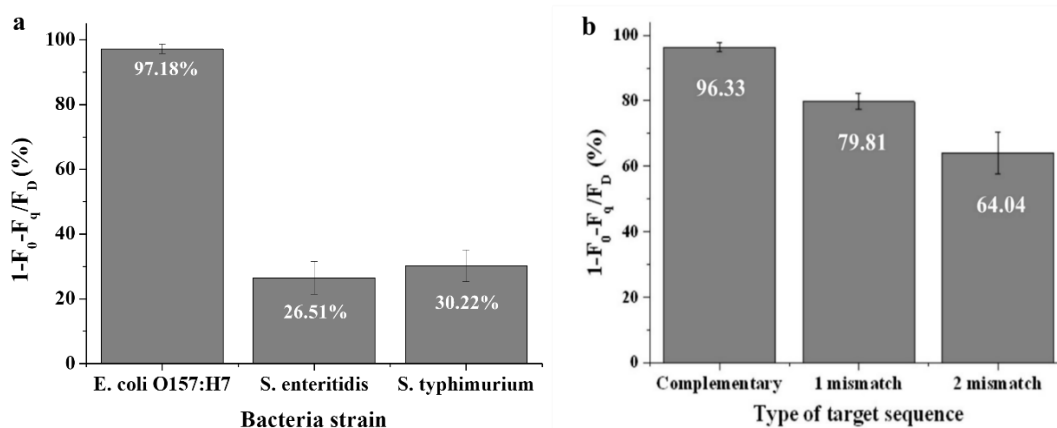 a
1-F0-Fq/FD (%)
100
80
60
40
20
0
97.18%
26.51%
30.22%
E. coli O157:H7 S. enteritidis S. typhimurium
Bacteria strain
b
1-F0-Fq/FD (%)
100
80
60
40
20
0
96.33
79.81
64.04
Complementary 1 mismatch 2 mismatch
Type of target sequence